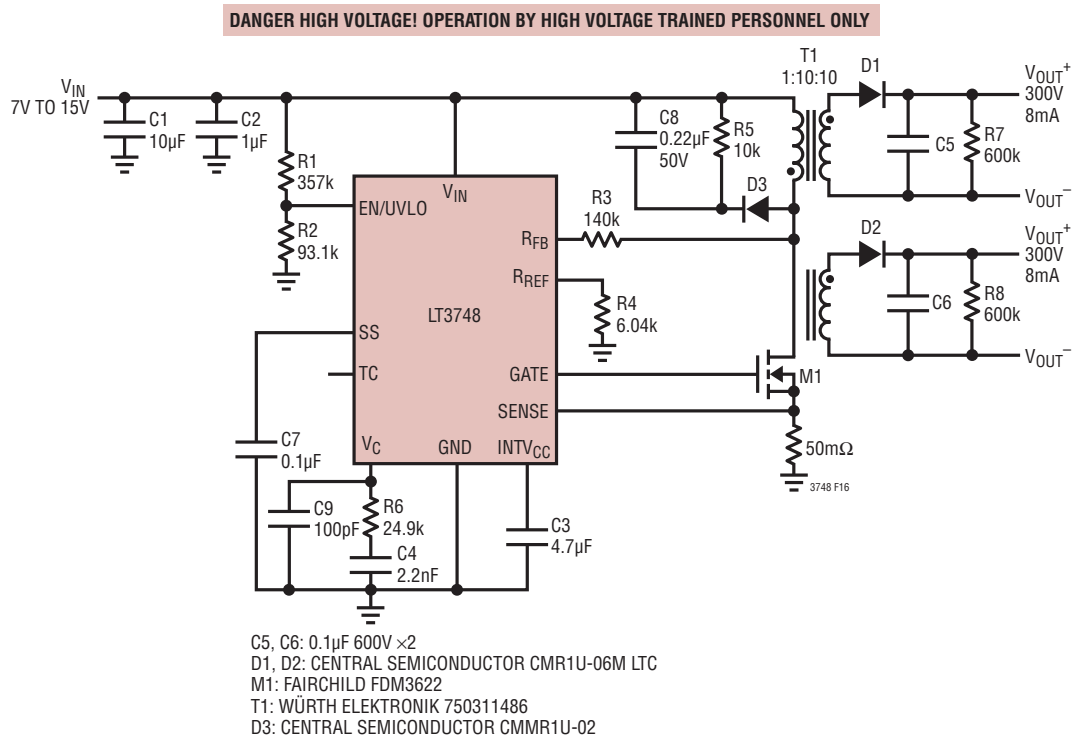 DANGER HIGH VOLTAGE! OPERATION BY HIGH VOLTAGE TRAINED PERSONNEL ONLY
VIN
7V TO 15V
C1
10µF
C2
1µF
R1
357k
R2
93.1k
C8
0.22µF
50V
R5
10k
D3
T1
1:10:10
D1
C5
R7
600k
VOUT+
300V
8mA
VOUT–
D2
C6
R8
600k
VOUT+
300V
8mA
VOUT–
VIN
EN/UVLO
RFB
R3
140k
RREF
R4
6.04k
LT3748
SS
TC
GATE
SENSE
VC
GND
INTVCC
M1
50mΩ
3748 F16
C7
0.1µF
C9
100pF
R6
24.9k
C4
2.2nF
C3
4.7µF
C5, C6: 0.1µF 600V ×2
D1, D2: CENTRAL SEMICONDUCTOR CMR1U-06M LTC
M1: FAIRCHILD FDM3622
T1: WÜRTH ELEKTRONIK 750311486
D3: CENTRAL SEMICONDUCTOR CMMR1U-02